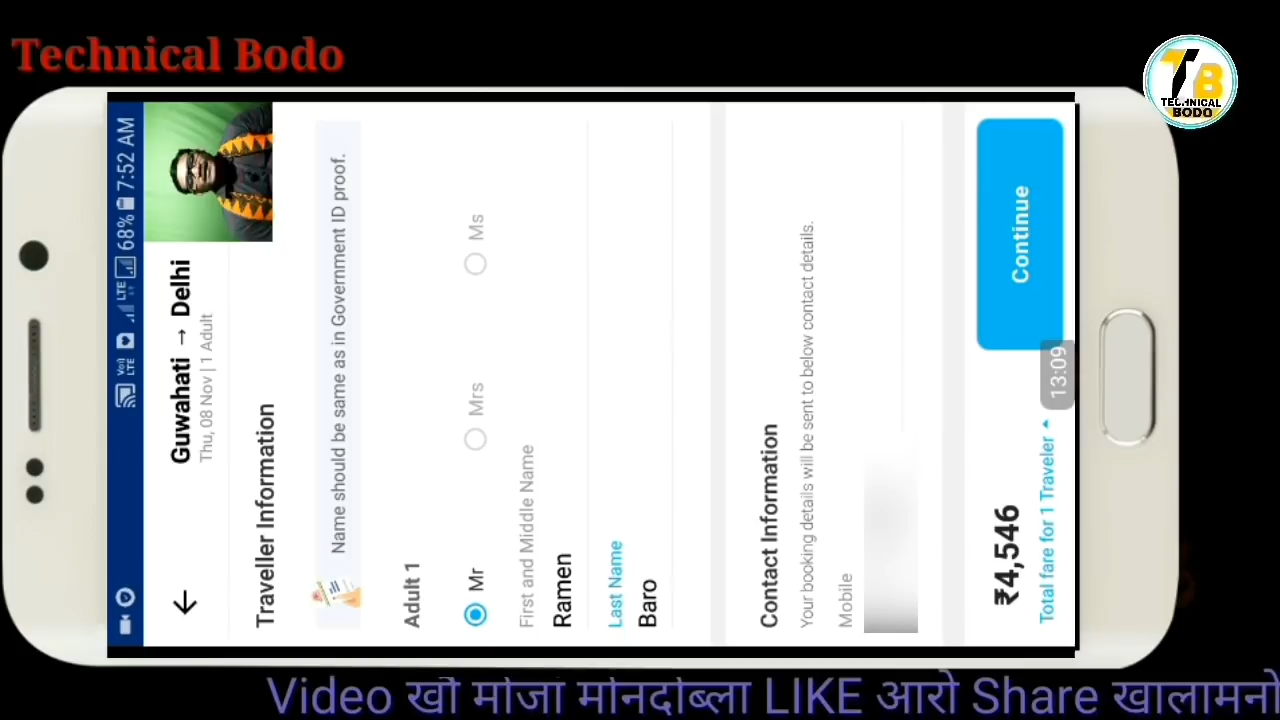 Technical Bodo
TB
TECHNICAL
BODO
LTE 68% 7:52 AM
Guwahati → Delhi
Thu, 08 Nov | 1 Adult
Traveller Information
Name should be same as in Government ID proof.
Adult 1
Mr Mrs Ms
First and Middle Name
Ramen
Last Name
Baro
Contact Information
Your booking details will be sent to below contact details.
Mobile
₹4,546
Total fare for 1 Traveler
Continue
13:09
Video खौ मोजां मोनदोंब्ला LIKE आरो Share खालामनो